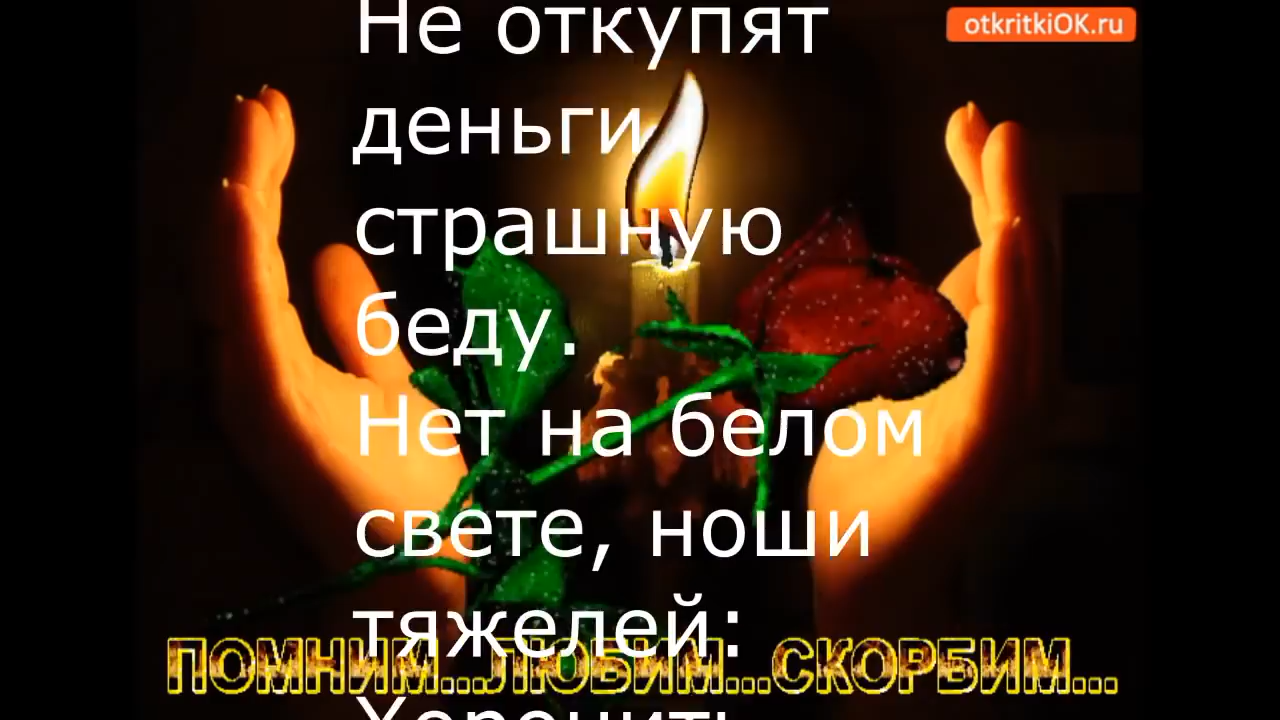 otkritkiOK.ru
Не откупят
деньги
страшную
беду.
Нет на белом
свете, ноши
тяжелей:
ПОМНИМ...ЛЮБИМ...СКОРБИМ...